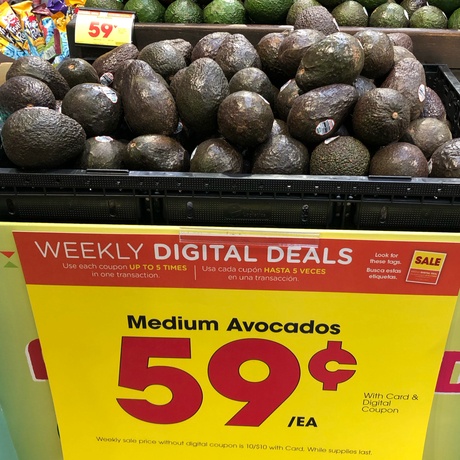 59¢
WEEKLY DIGITAL DEALS
Use each coupon UP TO 5 TIMES
in one transaction.
Usa cada cupón HASTA 5 VECES
en una transacción.
Look for
these tags.
Busca estas
etiquetas.
SALE
Medium Avocados
59¢
/EA
With Card &
Digital
Coupon
Weekly sale price without digital coupon is 10/$10 with Card. While supplies last.